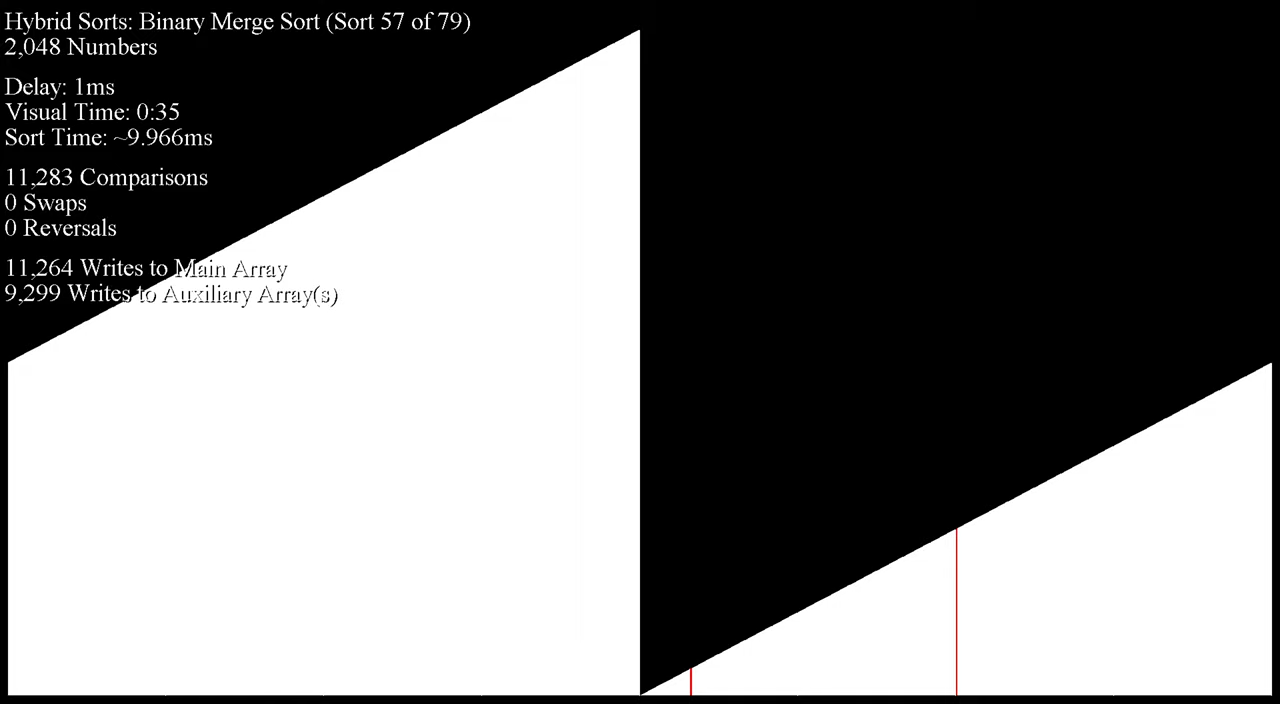 Hybrid Sorts: Binary Merge Sort (Sort 57 of 79)
2,048 Numbers
Delay: 1ms
Visual Time: 0:35
Sort Time: ~9.966ms
11,283 Comparisons
0 Swaps
0 Reversals
11,264 Writes to Main Array
9,299 Writes to Auxiliary Array(s)